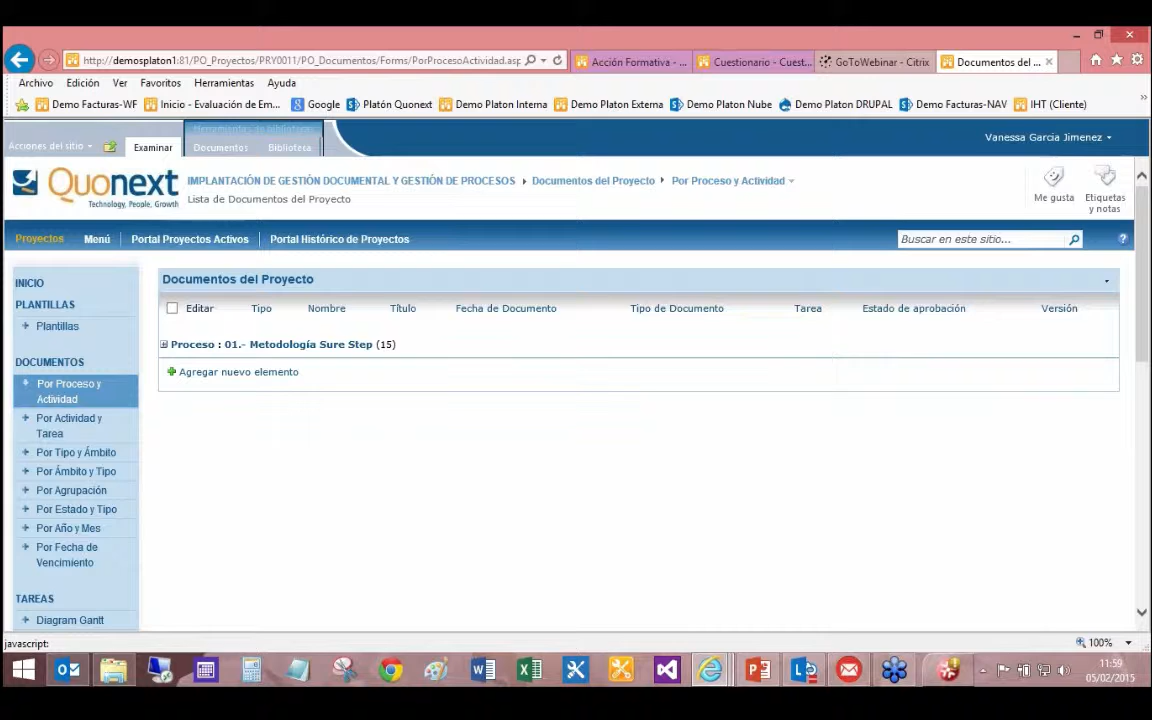 http://demosplaton1:81/PO_Proyectos/PRY0011/PO_Documentos/Forms/PorProcesoActividad.asp
Acción Formativa - ...
Cuestionario - Cuest...
GoToWebinar - Citrix
Documentos del ...
Archivo Edición Ver Favoritos Herramientas Ayuda
Demo Facturas-WF Inicio - Evaluación de Em... Google Platón Quonext Demo Platon Interna Demo Platon Externa Demo Platon Nube Demo Platon DRUPAL Demo Facturas-NAV IHT (Cliente)
Herramientas de bibliotecas
Acciones del sitio Examinar Documentos Biblioteca
Vanessa Garcia Jimenez
Quonext
Technology, People, Growth
IMPLANTACIÓN DE GESTIÓN DOCUMENTAL Y GESTIÓN DE PROCESOS Documentos del Proyecto Por Proceso y Actividad
Lista de Documentos del Proyecto
Me gusta
Etiquetas y notas
Proyectos Menú Portal Proyectos Activos Portal Histórico de Proyectos
Buscar en este sitio...
INICIO
PLANTILLAS
Plantillas
DOCUMENTOS
Por Proceso y
Actividad
Por Actividad y
Tarea
Por Tipo y Ámbito
Por Ámbito y Tipo
Por Agrupación
Por Estado y Tipo
Por Año y Mes
Por Fecha de
Vencimiento
TAREAS
Diagram Gantt
Documentos del Proyecto
Editar Tipo Nombre Título Fecha de Documento Tipo de Documento Tarea Estado de aprobación Versión
Proceso : 01.- Metodología Sure Step (15)
Agregar nuevo elemento
javascript:
100%
11:59
05/02/2015